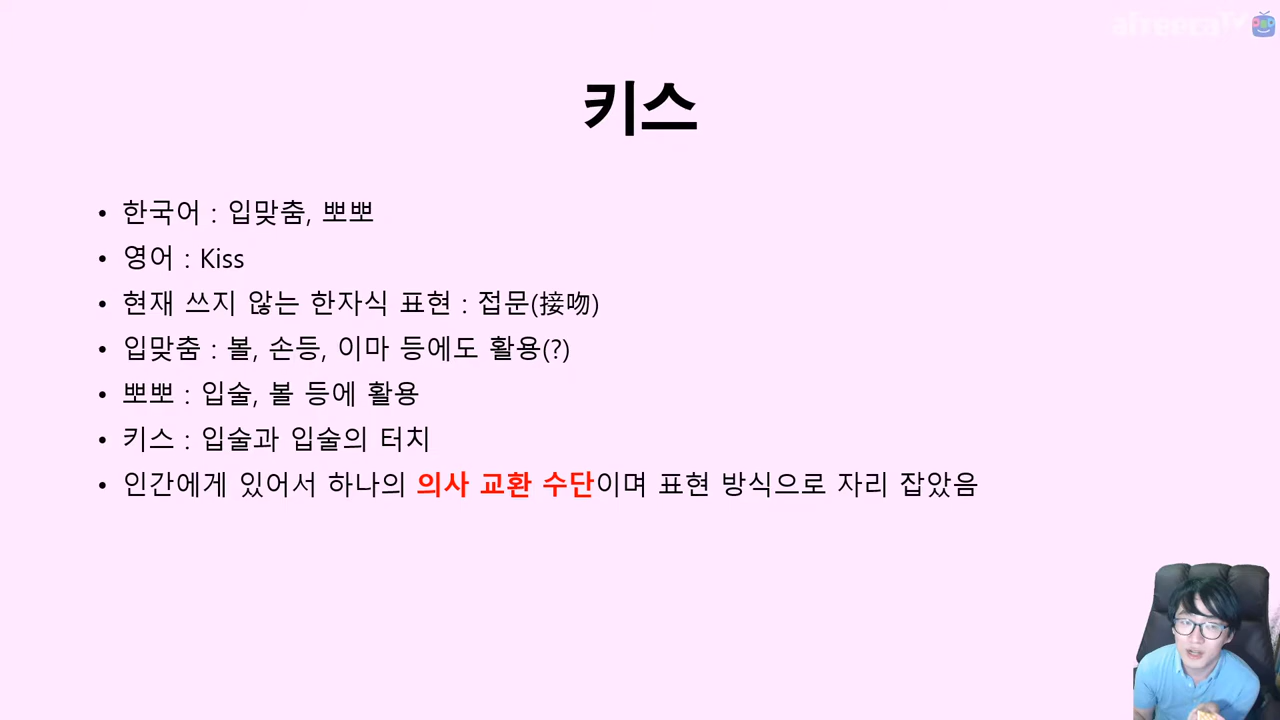 afreecaTV
키스
• 한국어 : 입맞춤, 뽀뽀
• 영어 : Kiss
• 현재 쓰지 않는 한자식 표현 : 접문(接吻)
• 입맞춤 : 볼, 손등, 이마 등에도 활용(?)
• 뽀뽀 : 입술, 볼 등에 활용
• 키스 : 입술과 입술의 터치
• 인간에게 있어서 하나의 의사 교환 수단이며 표현 방식으로 자리 잡았음